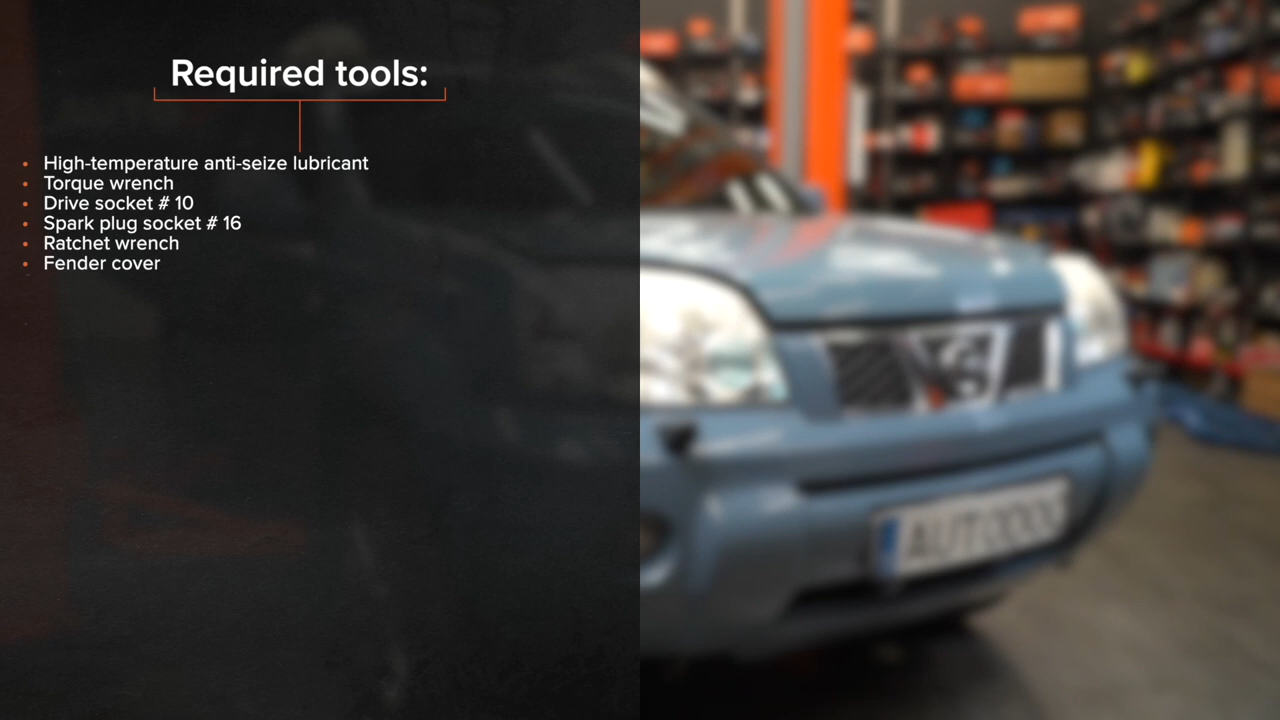 Required tools:
• High-temperature anti-seize lubricant
• Torque wrench
• Drive socket # 10
• Spark plug socket # 16
• Ratchet wrench
• Fender cover
AUTODOC